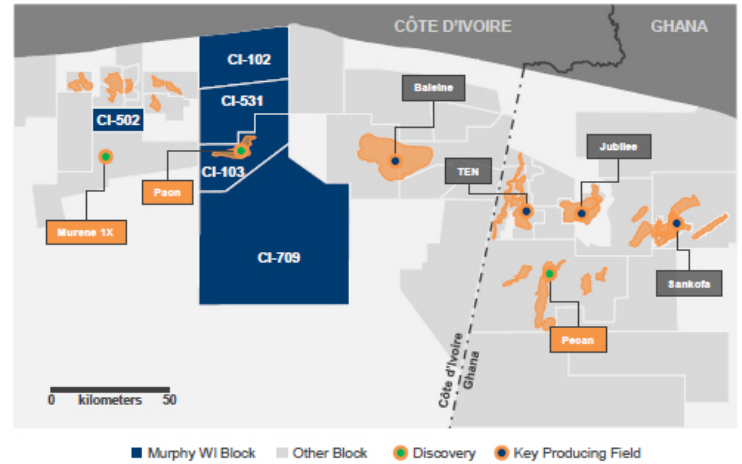 CÔTE D'IVOIRE
GHANA
CI-102
Baleine
CI-531
CI-502
Jubilee
TEN
CI-103
Paon
Murene 1X
CI-709
Sankofa
Pecan
Côte d'Ivoire
Ghana
0 kilometers 50
Murphy WI Block
Other Block
Discovery
Key Producing Field